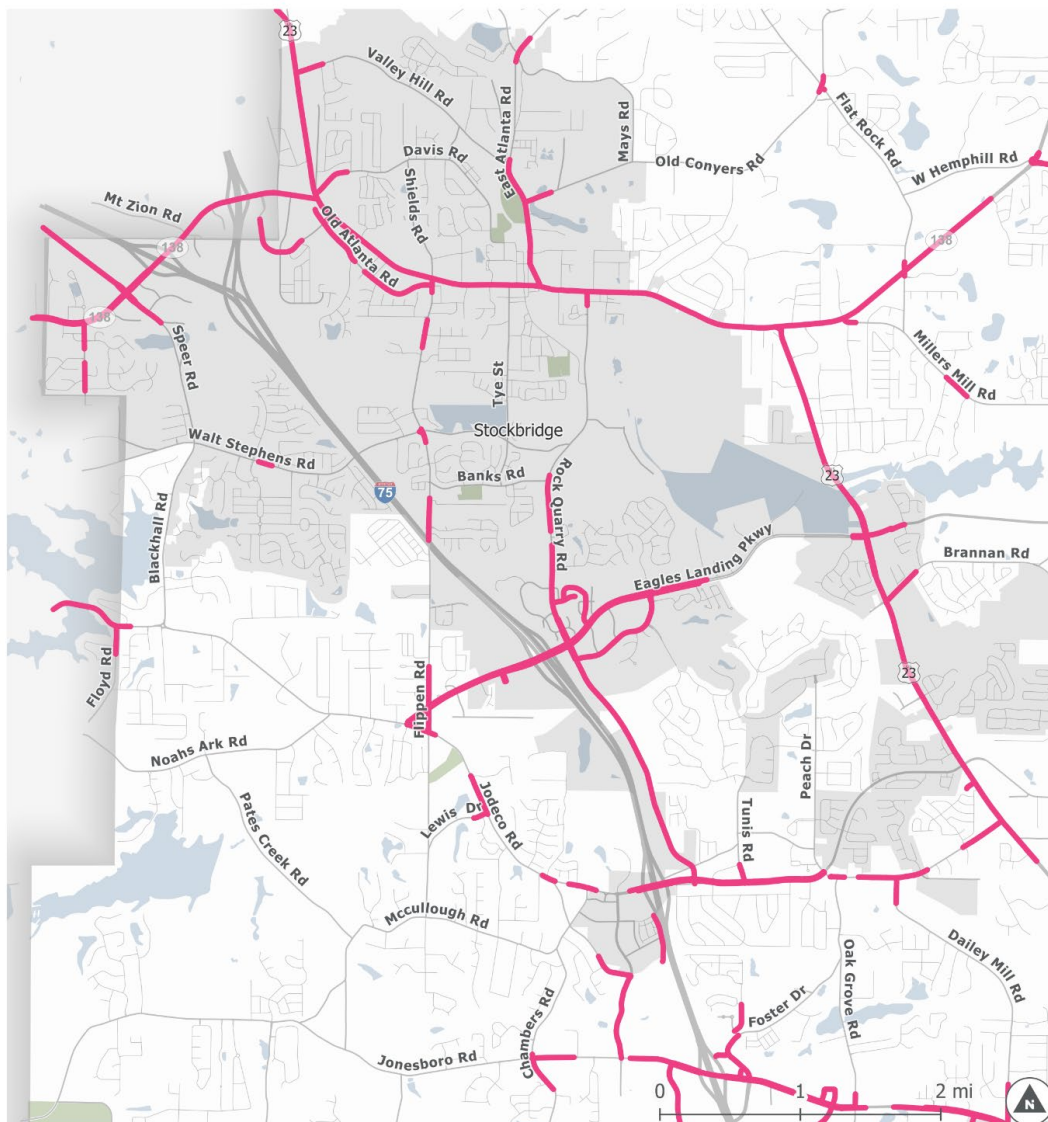 23
Valley Hill Rd
East Atlanta Rd
Mays Rd
Flat Rock Rd
Davis Rd
Old Conyers Rd
W Hemphill Rd
Shields Rd
Mt Zion Rd
Old Atlanta Rd
138
138
138
Speer Rd
Millers Mill Rd
Tye St
Stockbridge
Walt Stephens Rd
Banks Rd
Rock Quarry Rd
23
INTERSTATE
75
Blackhall Rd
Eagles Landing Pkwy
Brannan Rd
Floyd Rd
Flippen Rd
23
Noahs Ark Rd
Peach Dr
Pates Creek Rd
Lewis Dr
Jodeco Rd
Tunis Rd
Mccullough Rd
Dailey Mill Rd
Oak Grove Rd
Foster Dr
Chambers Rd
Jonesboro Rd
0 1 2 mi
N